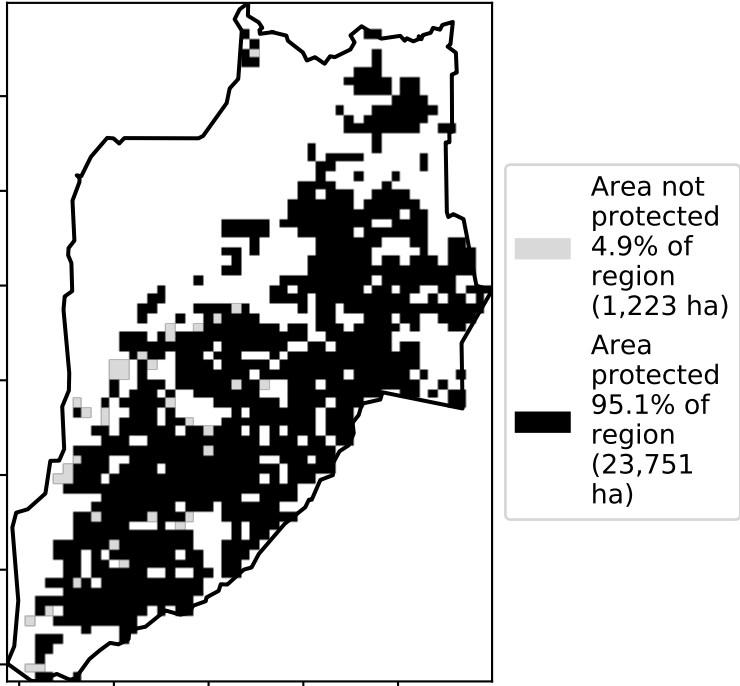 Area not
protected
4.9% of
region
(1,223 ha)
Area
protected
95.1% of
region
(23,751
ha)